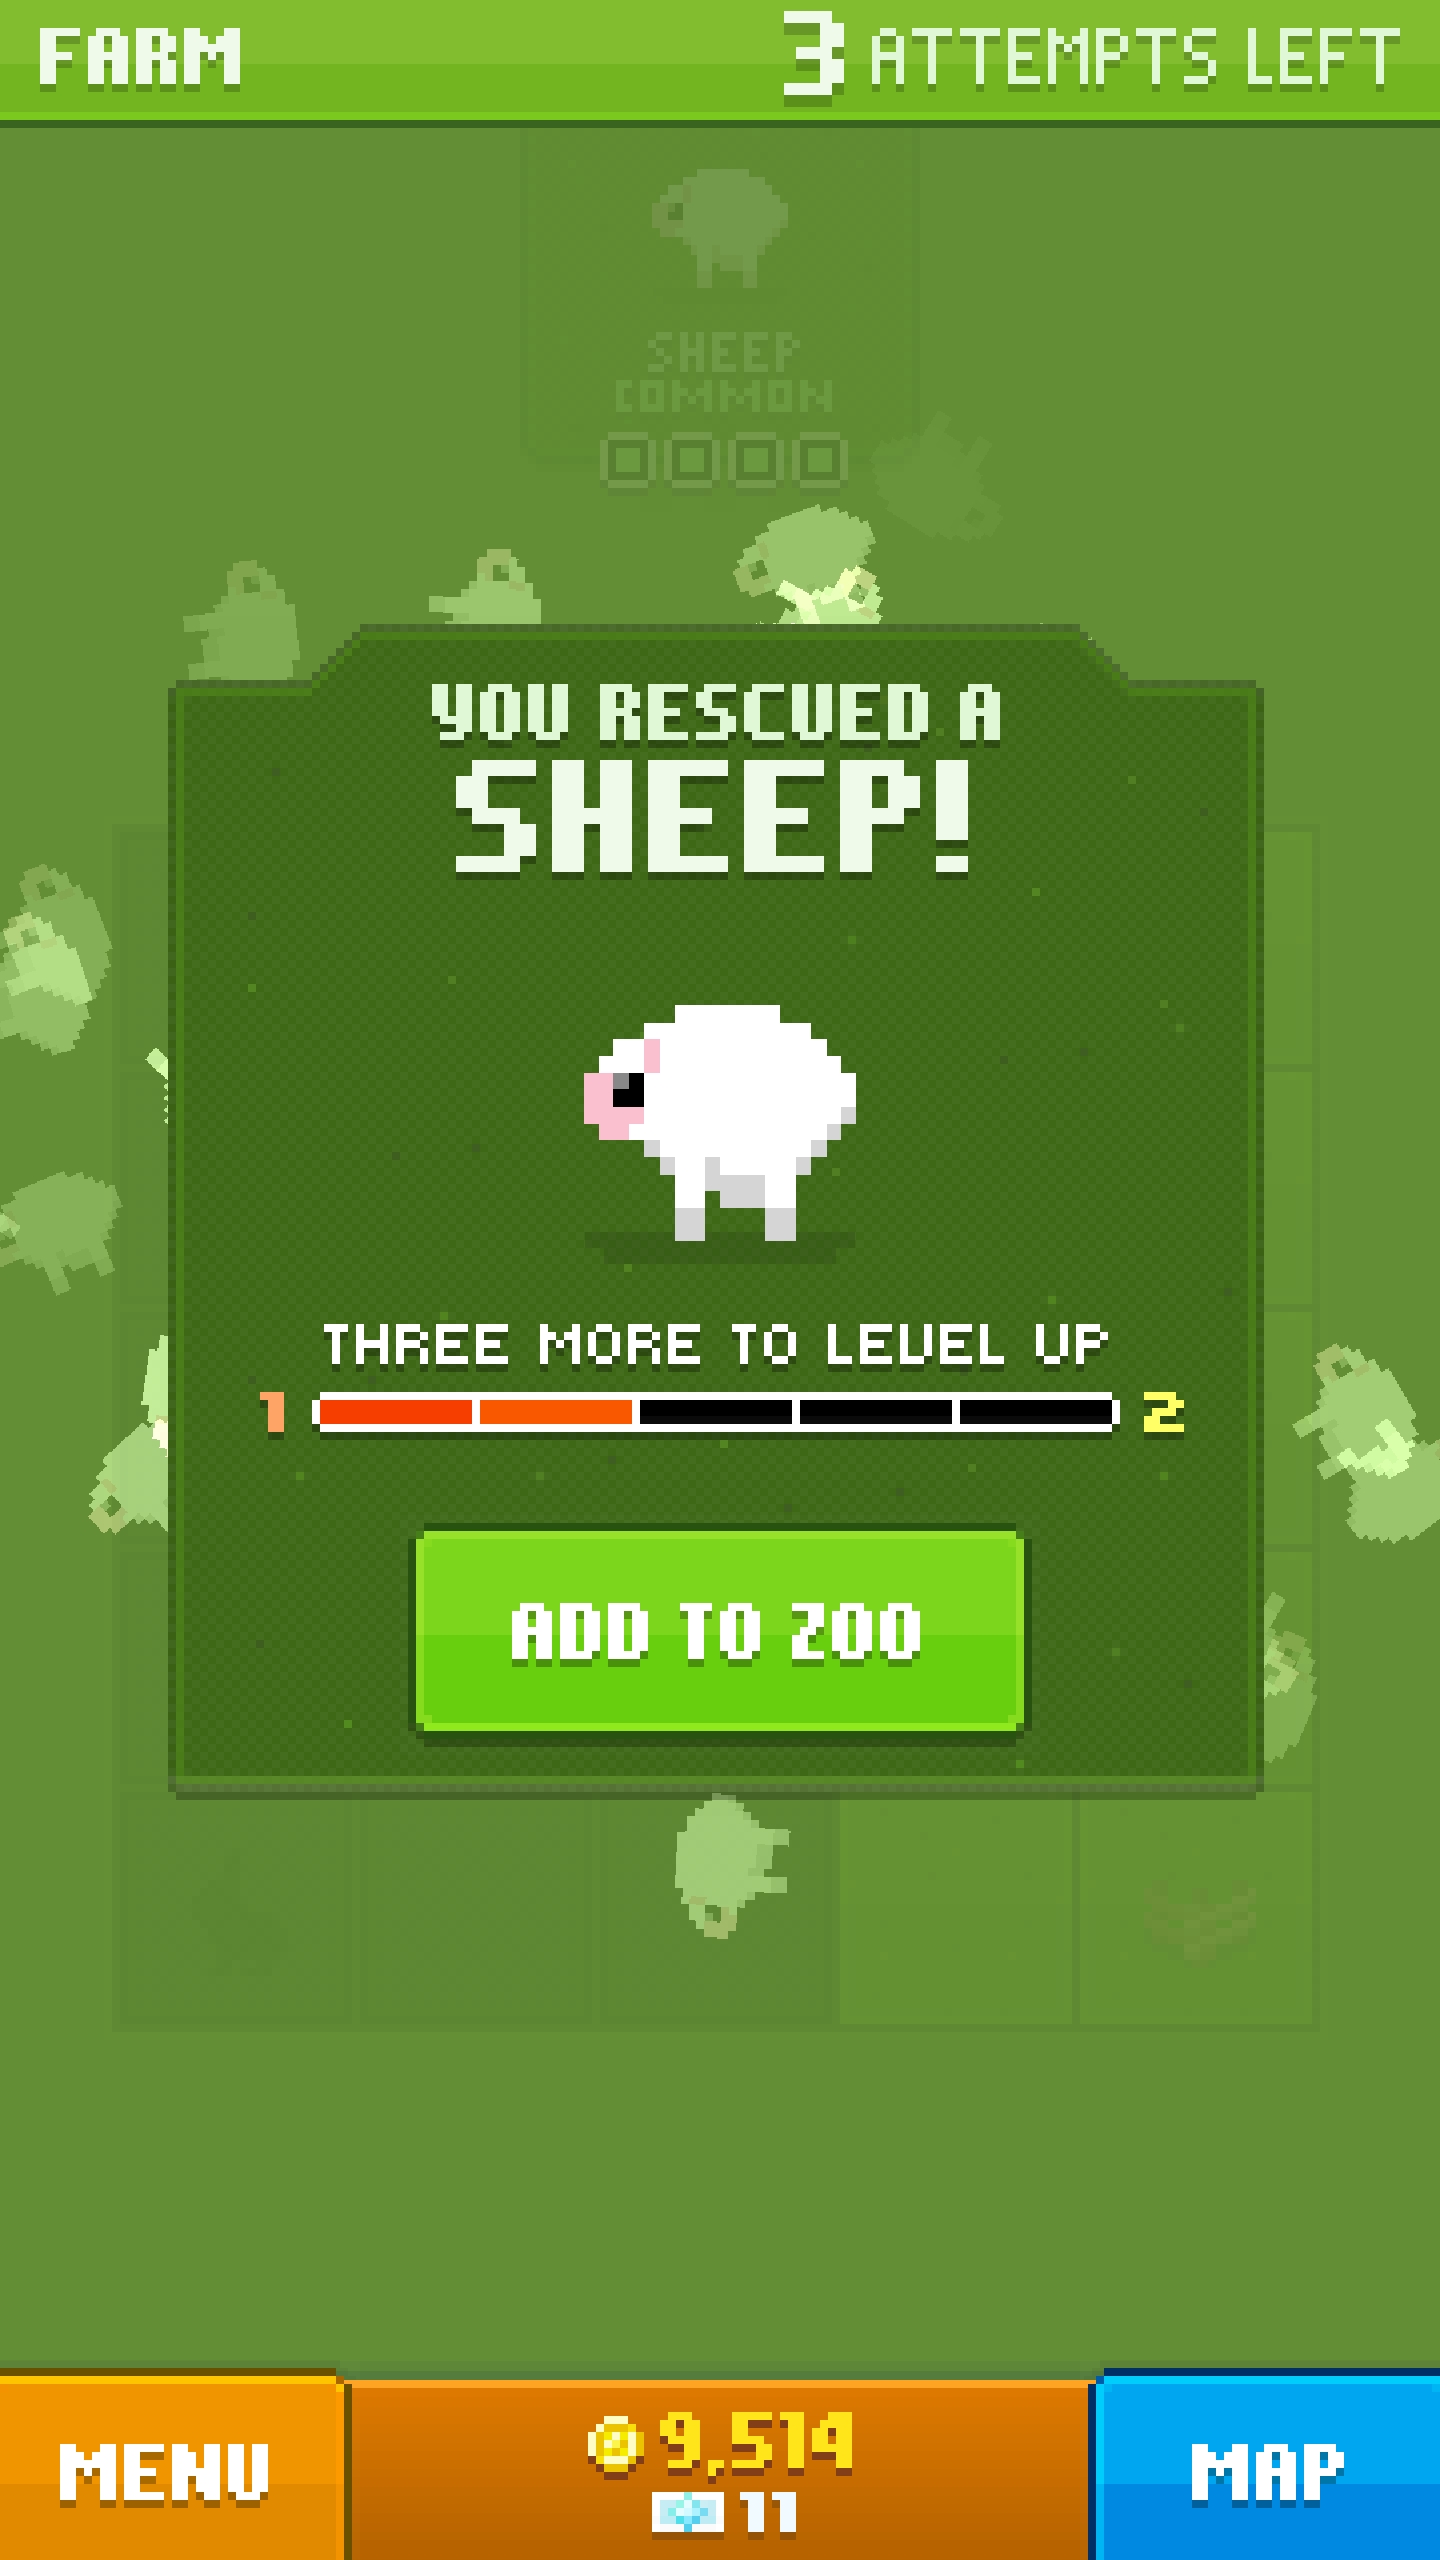 FARM
3 ATTEMPTS LEFT
SHEEP
COMMON
YOU RESCUED A
SHEEP!
THREE MORE TO LEVEL UP
1 2
ADD TO ZOO
MENU
9,514
11
MAP